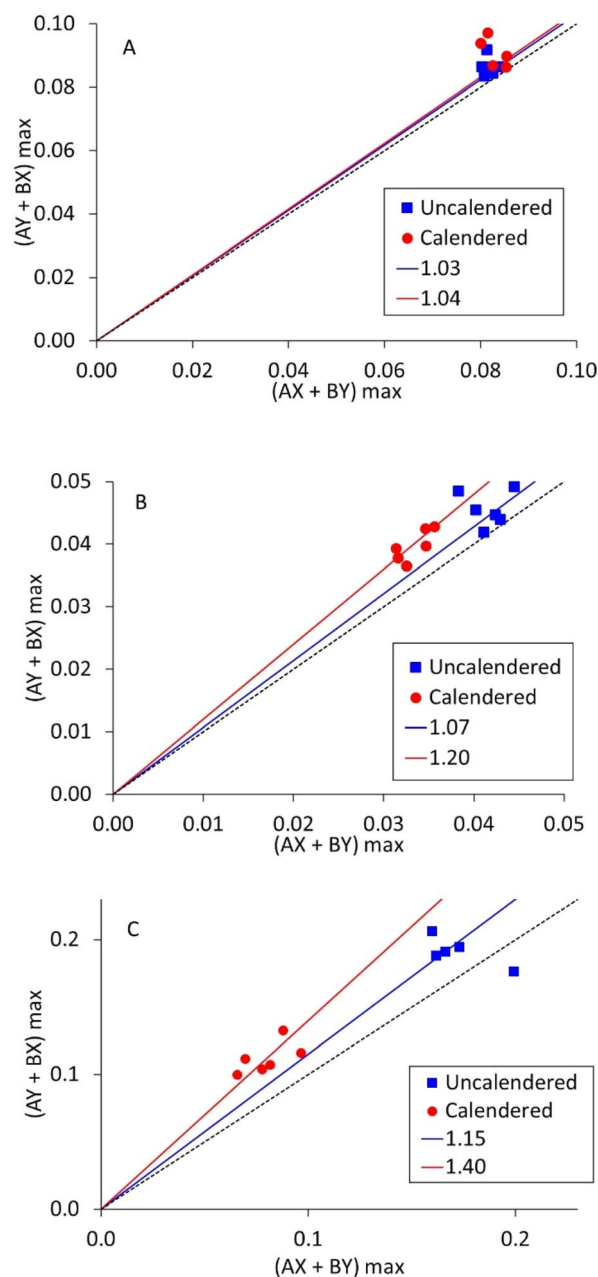 A
(AY + BX) max
0.10
0.08
0.06
0.04
0.02
0.00
Uncalendered
Calendered
1.03
1.04
0.00
0.02
0.04
0.06
0.08
0.10
(AX + BY) max
B
(AY + BX) max
0.05
0.04
0.03
0.02
0.01
0.00
Uncalendered
Calendered
1.07
1.20
0.00
0.01
0.02
0.03
0.04
0.05
(AX + BY) max
C
(AY + BX) max
0.2
0.1
0.0
Uncalendered
Calendered
1.15
1.40
0.0
0.1
0.2
(AX + BY) max